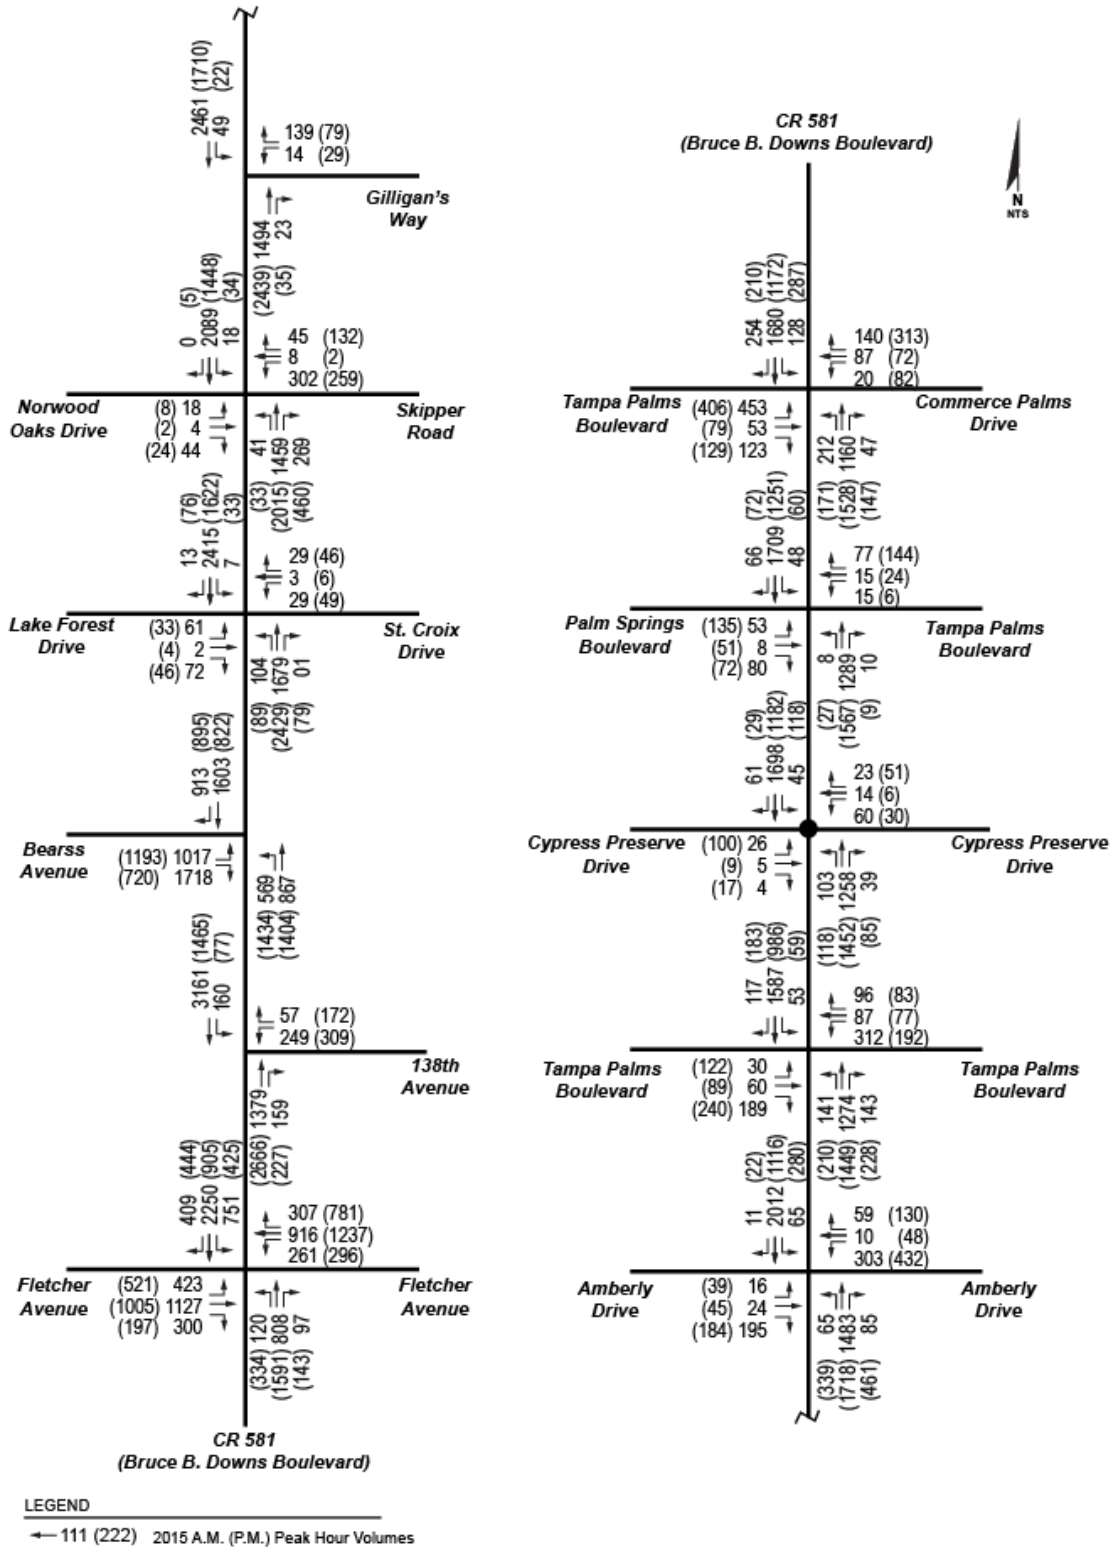 2461 (1710)
49 (22)
139 (79)
14 (29)
Gilligan's
Way
(2439) 1494
(35) 23
0 (5)
2089 (1448)
18 (34)
45 (132)
8 (2)
302 (259)
Norwood
Oaks Drive
Skipper
Road
(8) 18
(2) 4
(24) 44
(33) 41
(2015) 1459
(460) 269
13 (76)
2415 (1622)
7 (33)
29 (46)
3 (6)
29 (49)
Lake Forest
Drive
St. Croix
Drive
(33) 61
(4) 2
(46) 72
(89) 104
(2429) 1679
(79) 01
913 (895)
1603 (822)
Bearss
Avenue
(1193) 1017
(720) 1718
(1434) 569
(1404) 867
3161 (1465)
160 (77)
57 (172)
249 (309)
138th
Avenue
(2666) 1379
(227) 159
409 (444)
2250 (905)
751 (425)
307 (781)
916 (1237)
261 (296)
Fletcher
Avenue
Fletcher
Avenue
(521) 423
(1005) 1127
(197) 300
(334) 120
(1591) 808
(143) 97
CR 581
(Bruce B. Downs Boulevard)
CR 581
(Bruce B. Downs Boulevard)
N
NTS
254 (210)
1680 (1172)
128 (287)
140 (313)
87 (72)
20 (82)
Tampa Palms
Boulevard
Commerce Palms
Drive
(406) 453
(79) 53
(129) 123
(171) 212
(1528) 1160
(147) 47
66 (72)
1709 (1251)
48 (60)
77 (144)
15 (24)
15 (6)
Palm Springs
Boulevard
Tampa Palms
Boulevard
(135) 53
(51) 8
(72) 80
(27) 8
(1567) 1289
(9) 10
61 (29)
1698 (1182)
45 (118)
23 (51)
14 (6)
60 (30)
Cypress Preserve
Drive
Cypress Preserve
Drive
(100) 26
(9) 5
(17) 4
(118) 103
(1452) 1258
(85) 39
117 (183)
1587 (986)
53 (59)
96 (83)
87 (77)
312 (192)
Tampa Palms
Boulevard
Tampa Palms
Boulevard
(122) 30
(89) 60
(240) 189
(210) 141
(1449) 1274
(228) 143
11 (22)
2012 (1116)
65 (280)
59 (130)
10 (48)
303 (432)
Amberly
Drive
Amberly
Drive
(39) 16
(45) 24
(184) 195
(339) 65
(1718) 1483
(461) 85
LEGEND
111 (222) 2015 A.M. (P.M.) Peak Hour Volumes